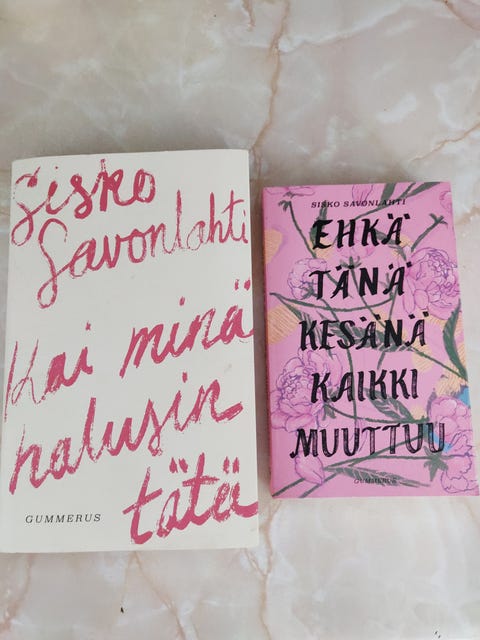 Sisko
Savonlahti
Kai minä
halusin
tätä
GUMMERUS
SISKO SAVONLAHTI
EHKÄ
TÄNÄ
KESÄNÄ
KAIKKI
MUUTTUU
GUMMERUS